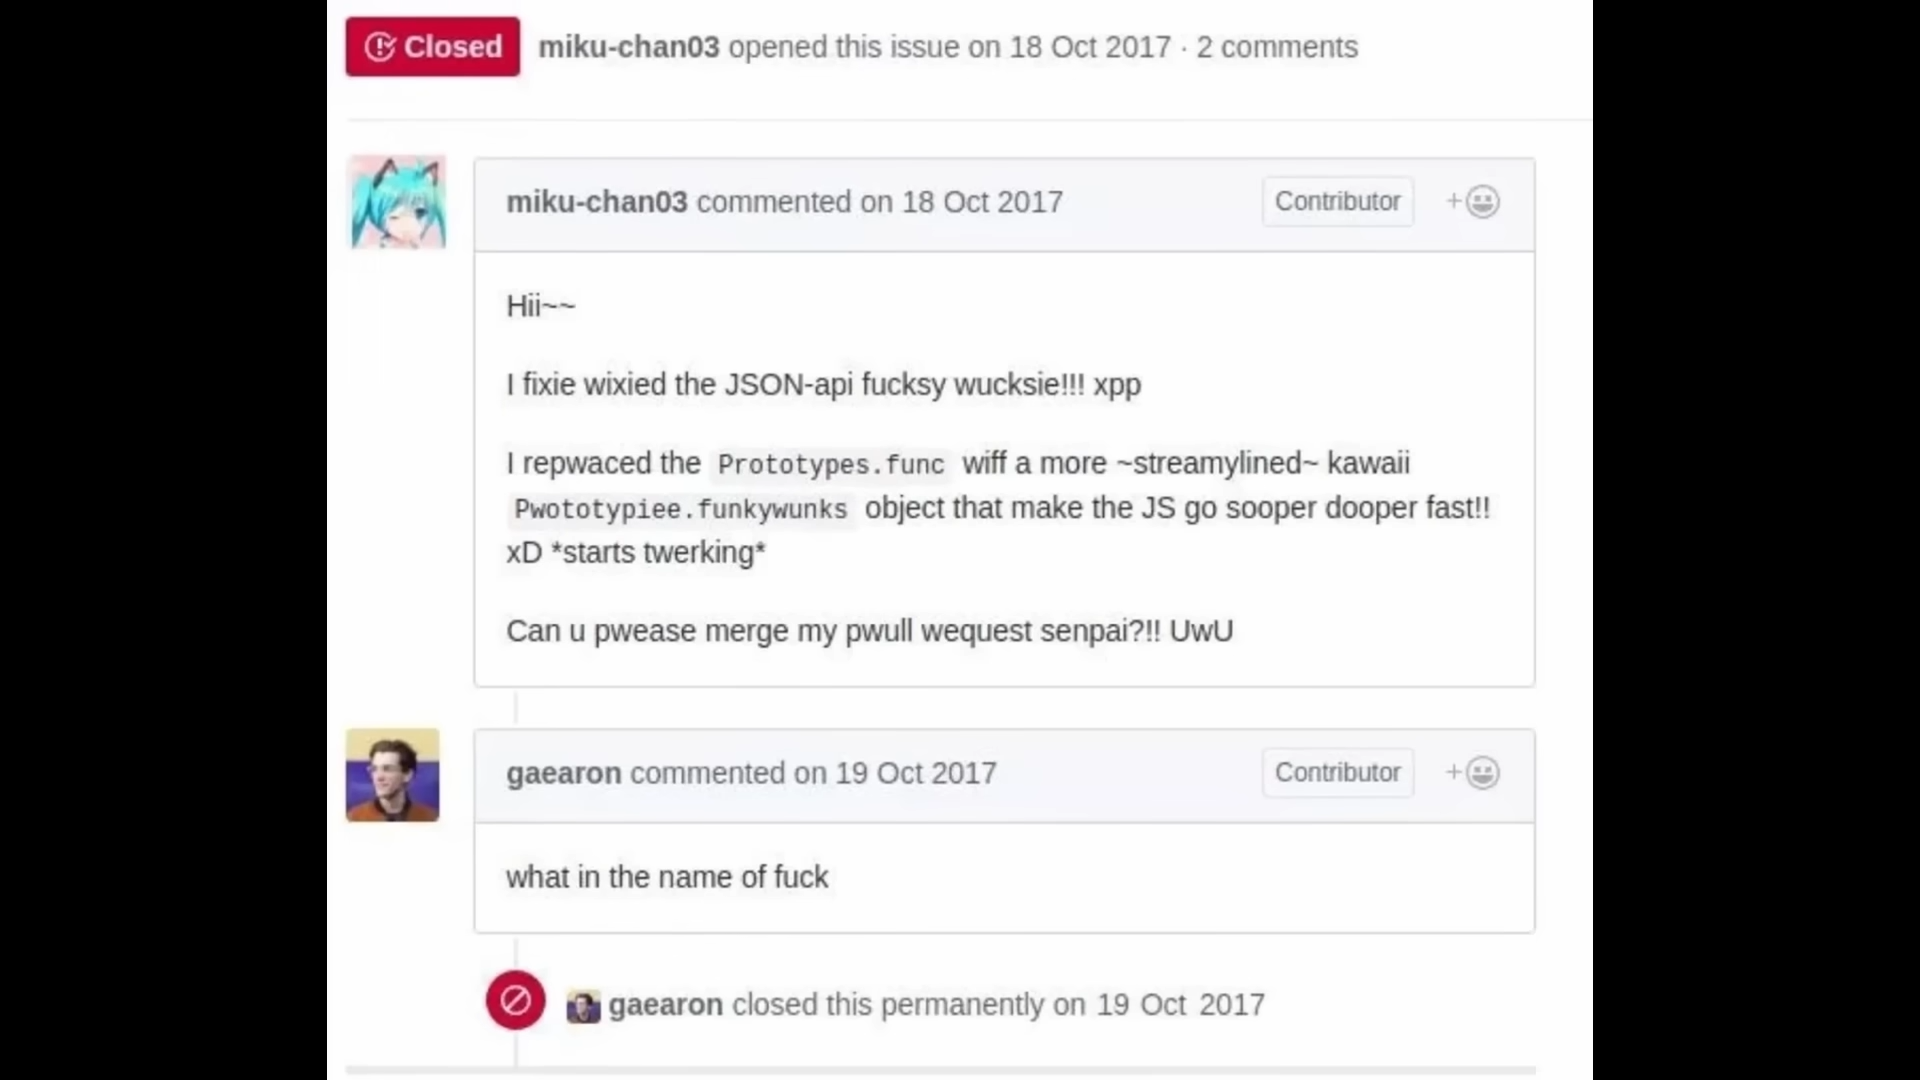 Closed miku-chan03 opened this issue on 18 Oct 2017 · 2 comments
miku-chan03 commented on 18 Oct 2017 Contributor +
Hii~~
I fixie wixied the JSON-api fucksy wucksie!!! xpp
I repwaced the Prototypes.func wiff a more ~streamylined~ kawaii
Pwototypiee.funkywunks object that make the JS go sooper dooper fast!!
xD *starts twerking*
Can u pwease merge my pwull wequest senpai?!! UwU
gaearon commented on 19 Oct 2017 Contributor +
what in the name of fuck
gaearon closed this permanently on 19 Oct 2017